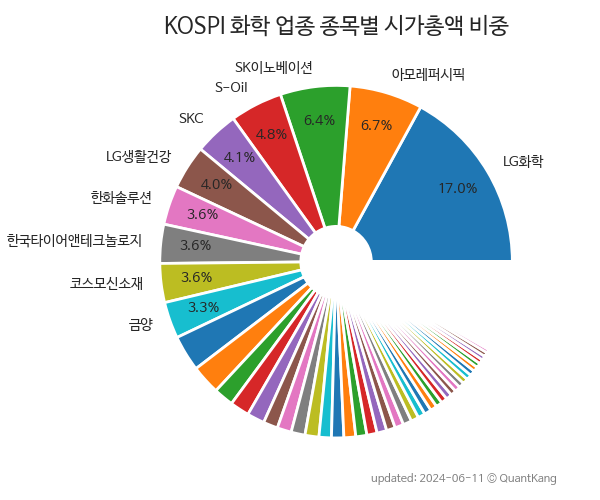 KOSPI 화학 업종 종목별 시가총액 비중
SK이노베이션
아모레퍼시픽
S-Oil
SKC
LG생활건강
LG화학
한화솔루션
한국타이어앤테크놀로지
코스모신소재
금양
17.0%
6.7%
6.4%
4.8%
4.1%
4.0%
3.6%
3.6%
3.6%
3.3%
updated: 2024-06-11 © QuantKang